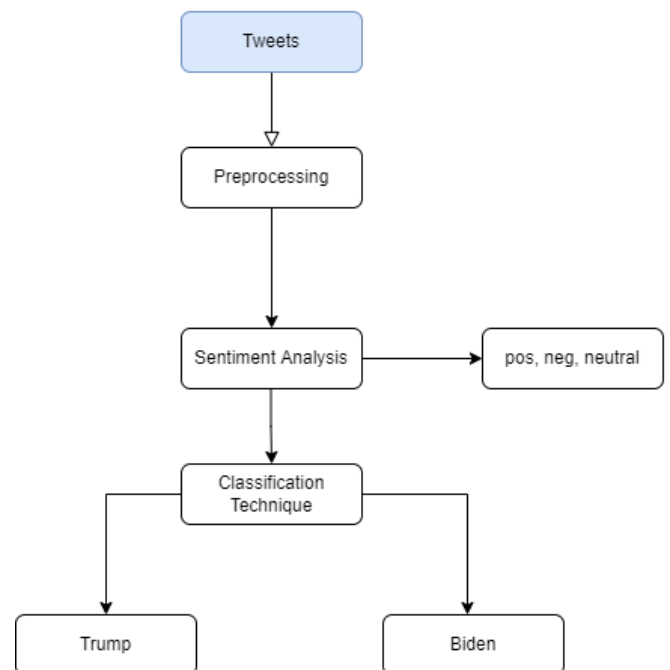 Tweets
Preprocessing
Sentiment Analysis
pos, neg, neutral
Classification
Technique
Trump
Biden